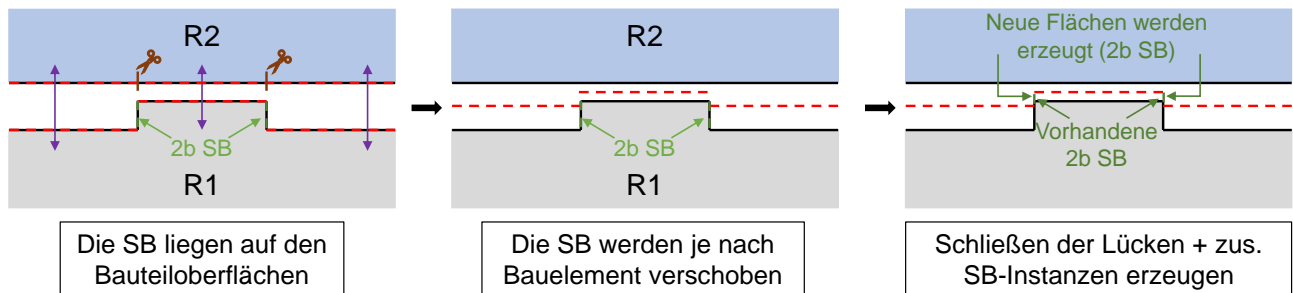 R2
2b SB
R1
Die SB liegen auf den
Bauteiloberflächen
R2
2b SB
R1
Die SB werden je nach
Bauelement verschoben
Neue Flächen werden
erzeugt (2b SB)
Vorhandene
2b SB
Schließen der Lücken + zus.
SB-Instanzen erzeugen